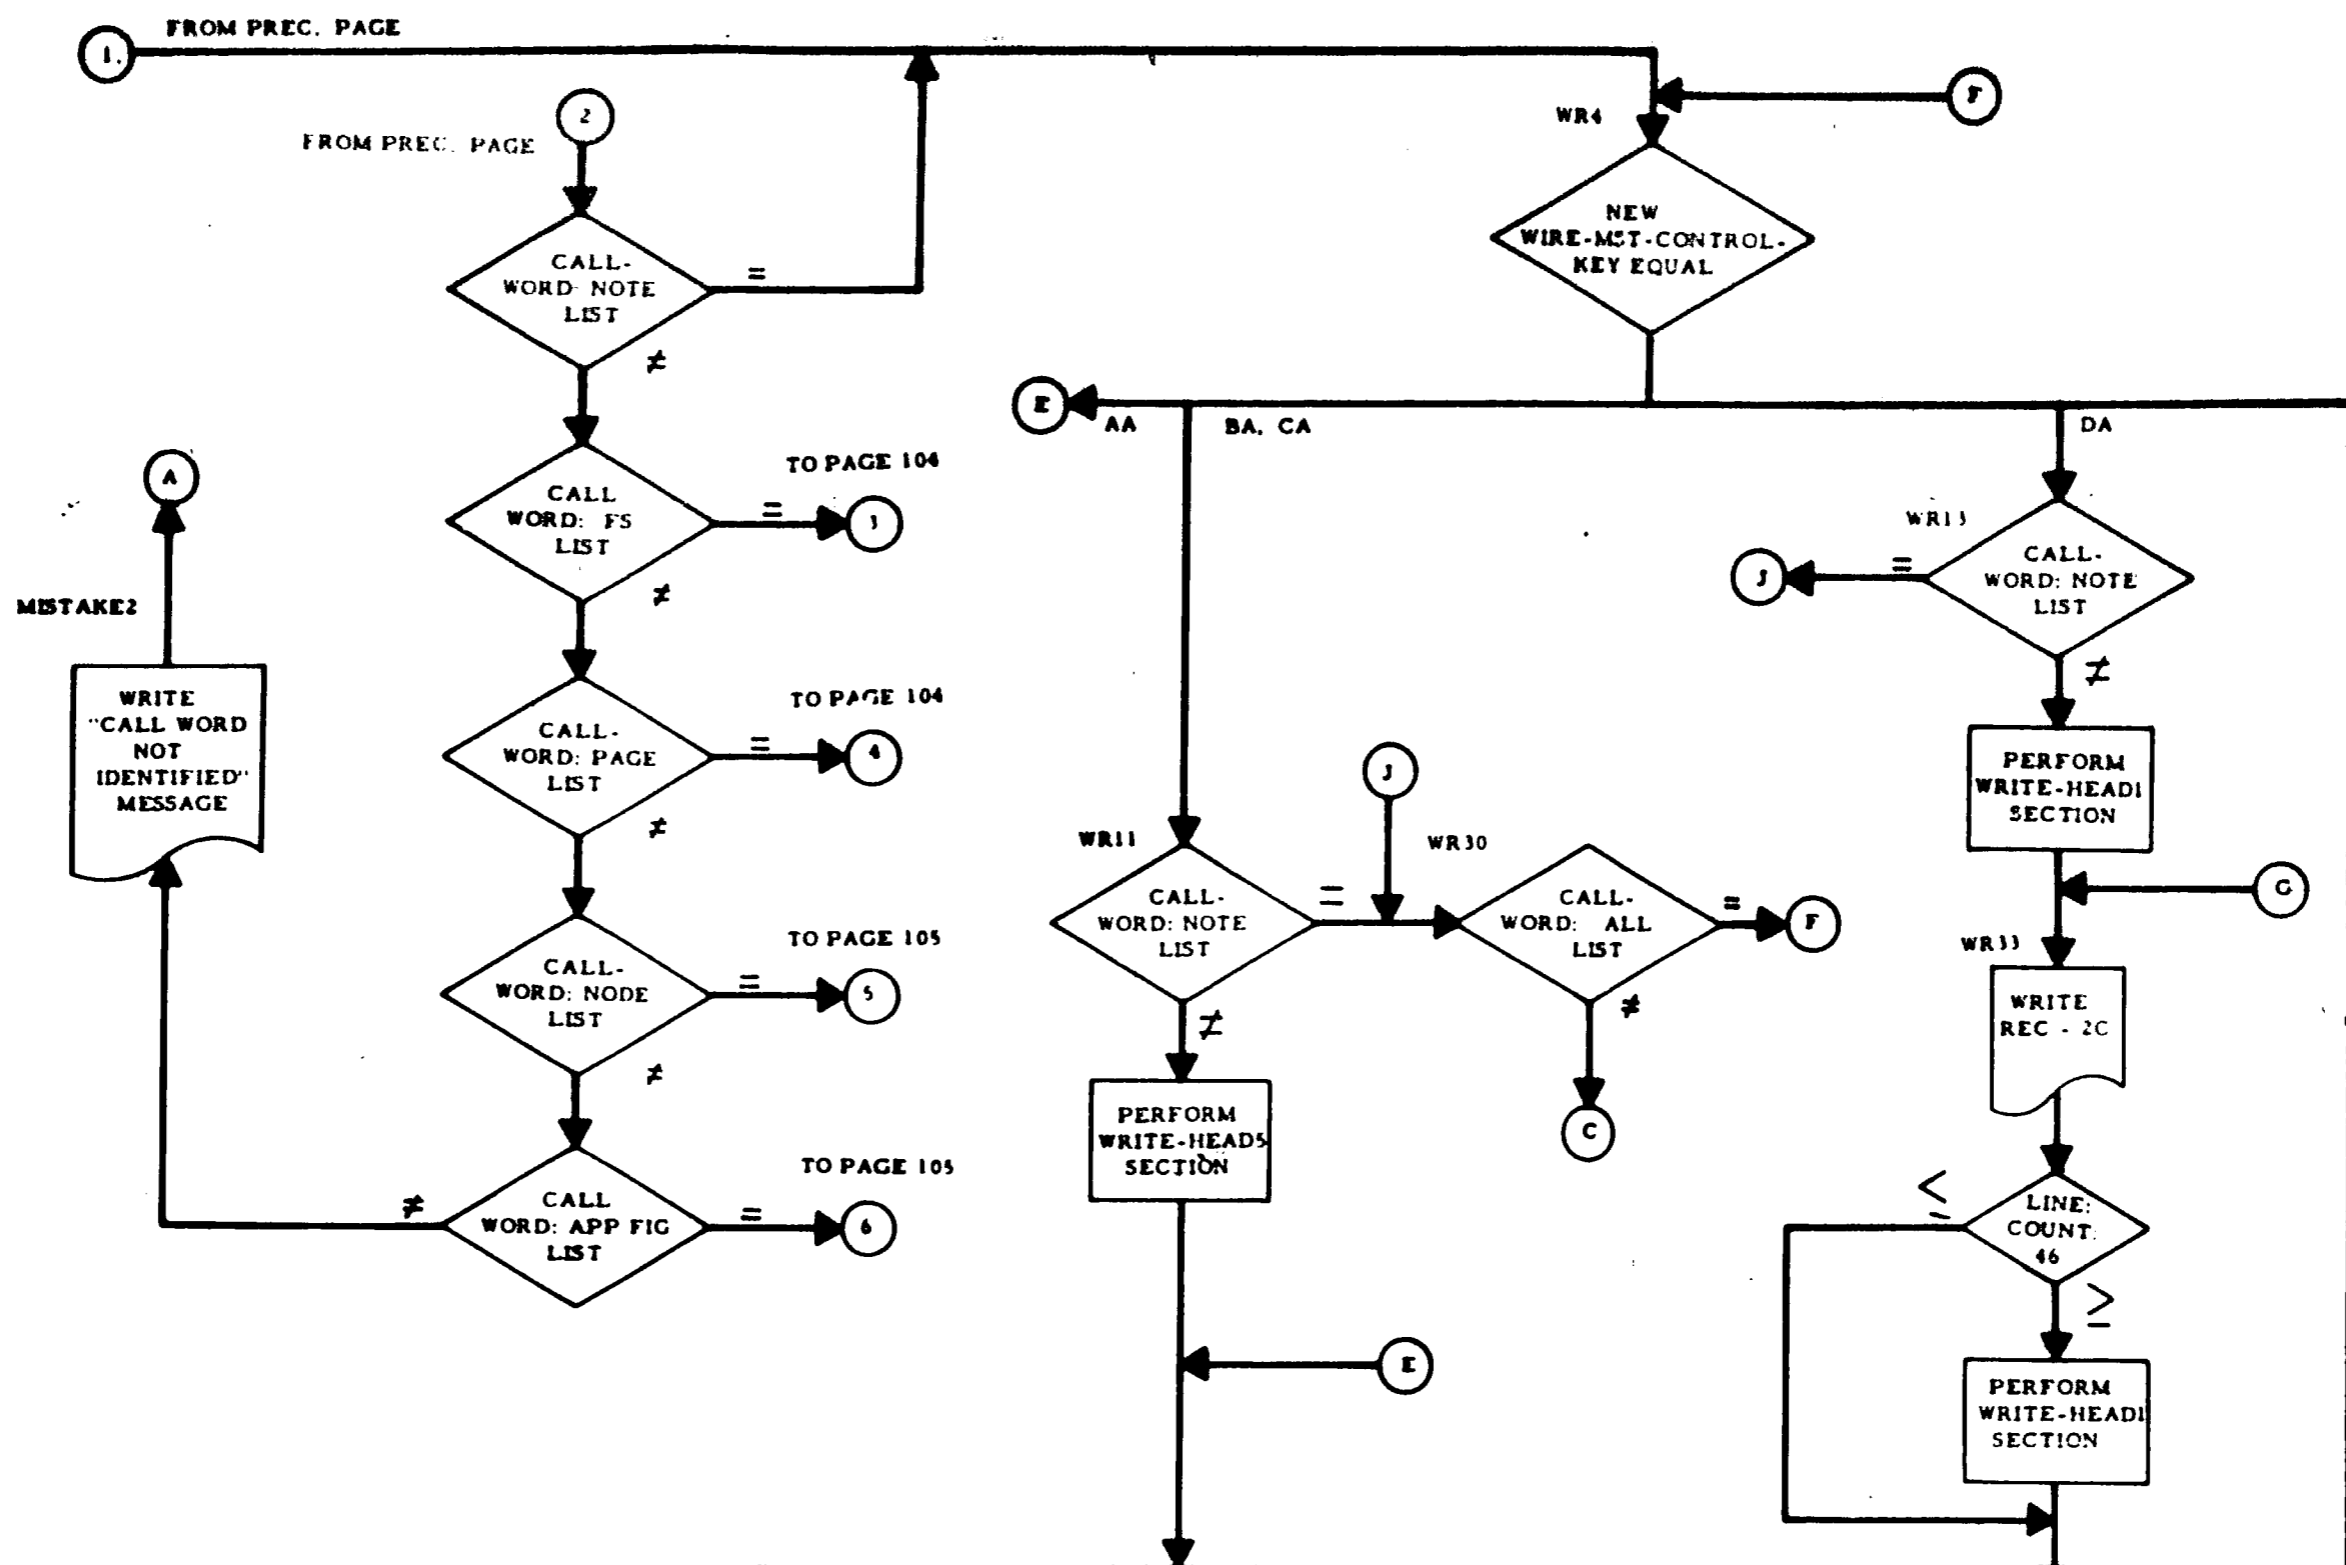 FROM PREC. PAGE
1.
2
FROM PREC. PAGE
CALL-
WORD: NOTE
LIST
=
≠
CALL
WORD: FS
LIST
=
TO PAGE 104
3
≠
CALL-
WORD: PAGE
LIST
=
TO PAGE 104
4
≠
CALL-
WORD: NODE
LIST
=
TO PAGE 105
5
≠
CALL
WORD: APP FIG
LIST
=
TO PAGE 105
6
≠
A
MISTAKE2
WRITE
"CALL WORD
NOT
IDENTIFIED"
MESSAGE
F
WR4
NEW
WIRE-MST-CONTROL-
KEY EQUAL
E
AA
BA, CA
DA
WR11
CALL-
WORD: NOTE
LIST
=
≠
J
WR30
CALL-
WORD: ALL
LIST
=
F
≠
C
PERFORM
WRITE-HEAD5
SECTION
E
WR13
J
=
CALL-
WORD: NOTE
LIST
≠
PERFORM
WRITE-HEAD1
SECTION
G
WR33
WRITE
REC - 2C
<
LINE:
COUNT:
46
≥
PERFORM
WRITE-HEAD1
SECTION